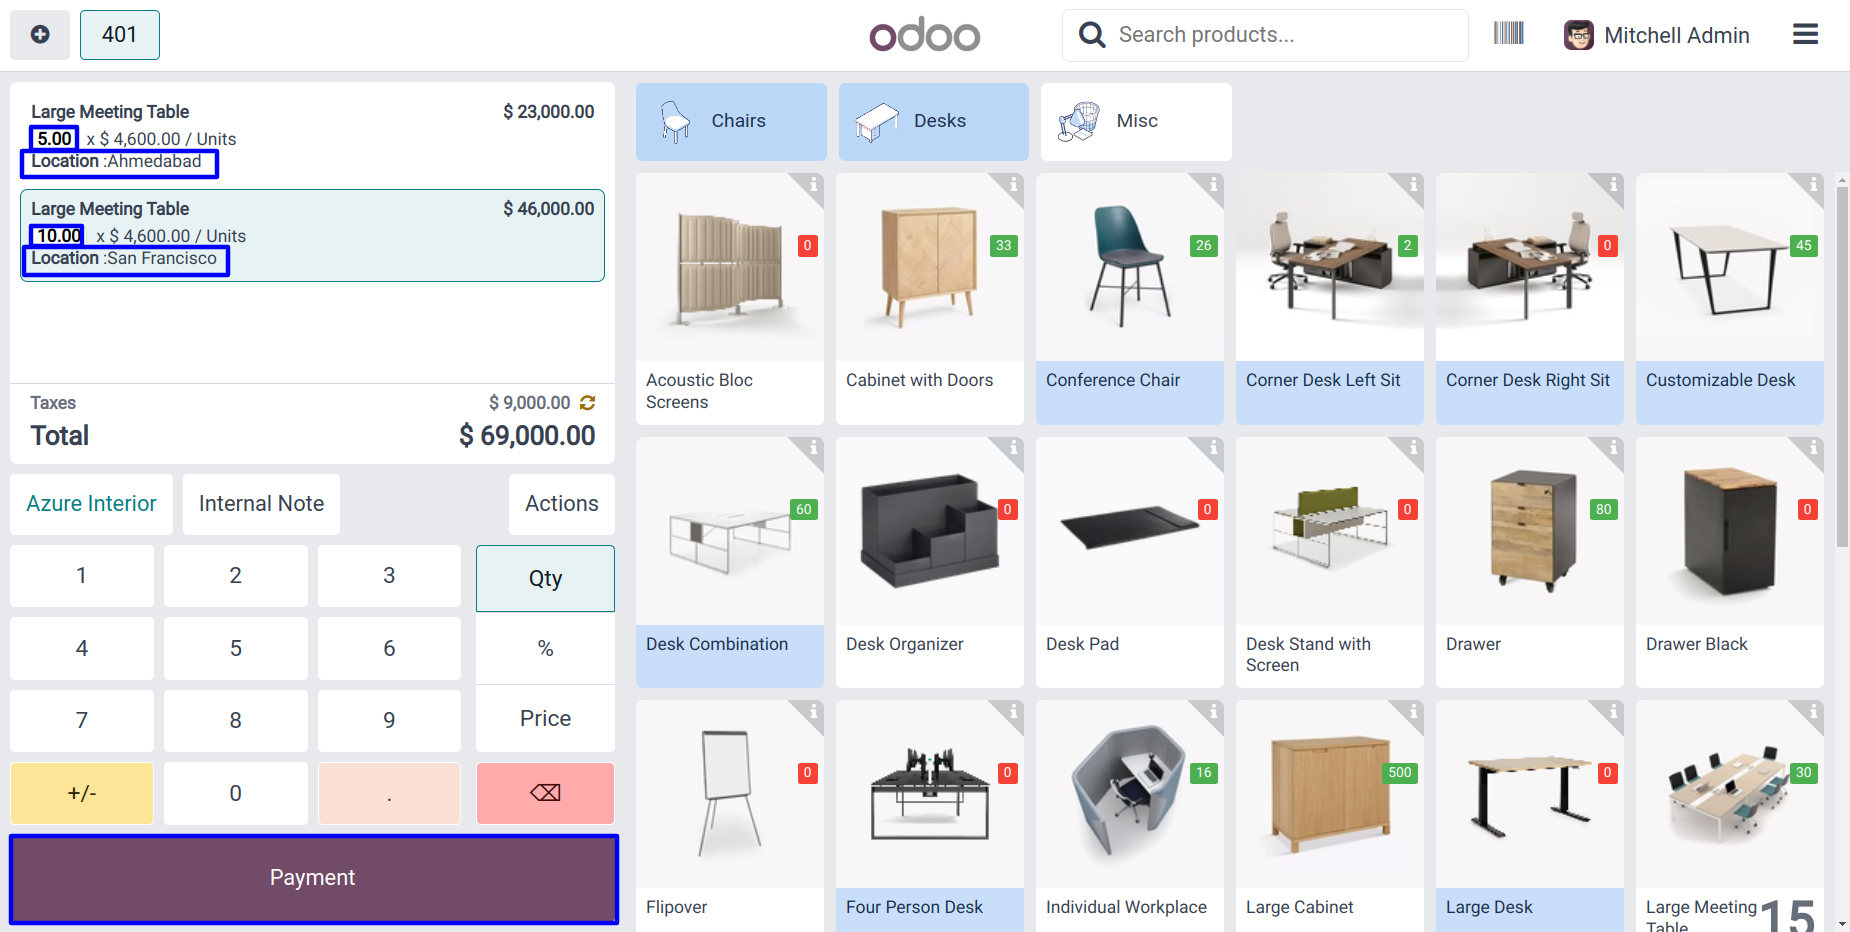 401
odoo
Search products...
Mitchell Admin
Large Meeting Table $ 23,000.00
5.00 x $ 4,600.00 / Units
Location :Ahmedabad
Large Meeting Table $ 46,000.00
10.00 x $ 4,600.00 / Units
Location :San Francisco
Taxes $ 9,000.00
Total $ 69,000.00
Azure Interior Internal Note Actions
1 2 3 Qty
4 5 6 %
7 8 9 Price
+/- 0 . ⌫
Payment
Chairs Desks Misc
i i i i i i
0 33 26 2 0 45
Acoustic Bloc
Screens
Cabinet with Doors
Conference Chair
Corner Desk Left Sit
Corner Desk Right Sit
Customizable Desk
i i i i i i
60 0 0 0 80 0
Desk Combination
Desk Organizer
Desk Pad
Desk Stand with
Screen
Drawer
Drawer Black
i i i i i i
0 0 16 500 0 30
Flipover
Four Person Desk
Individual Workplace
Large Cabinet
Large Desk
Large Meeting
Table
15